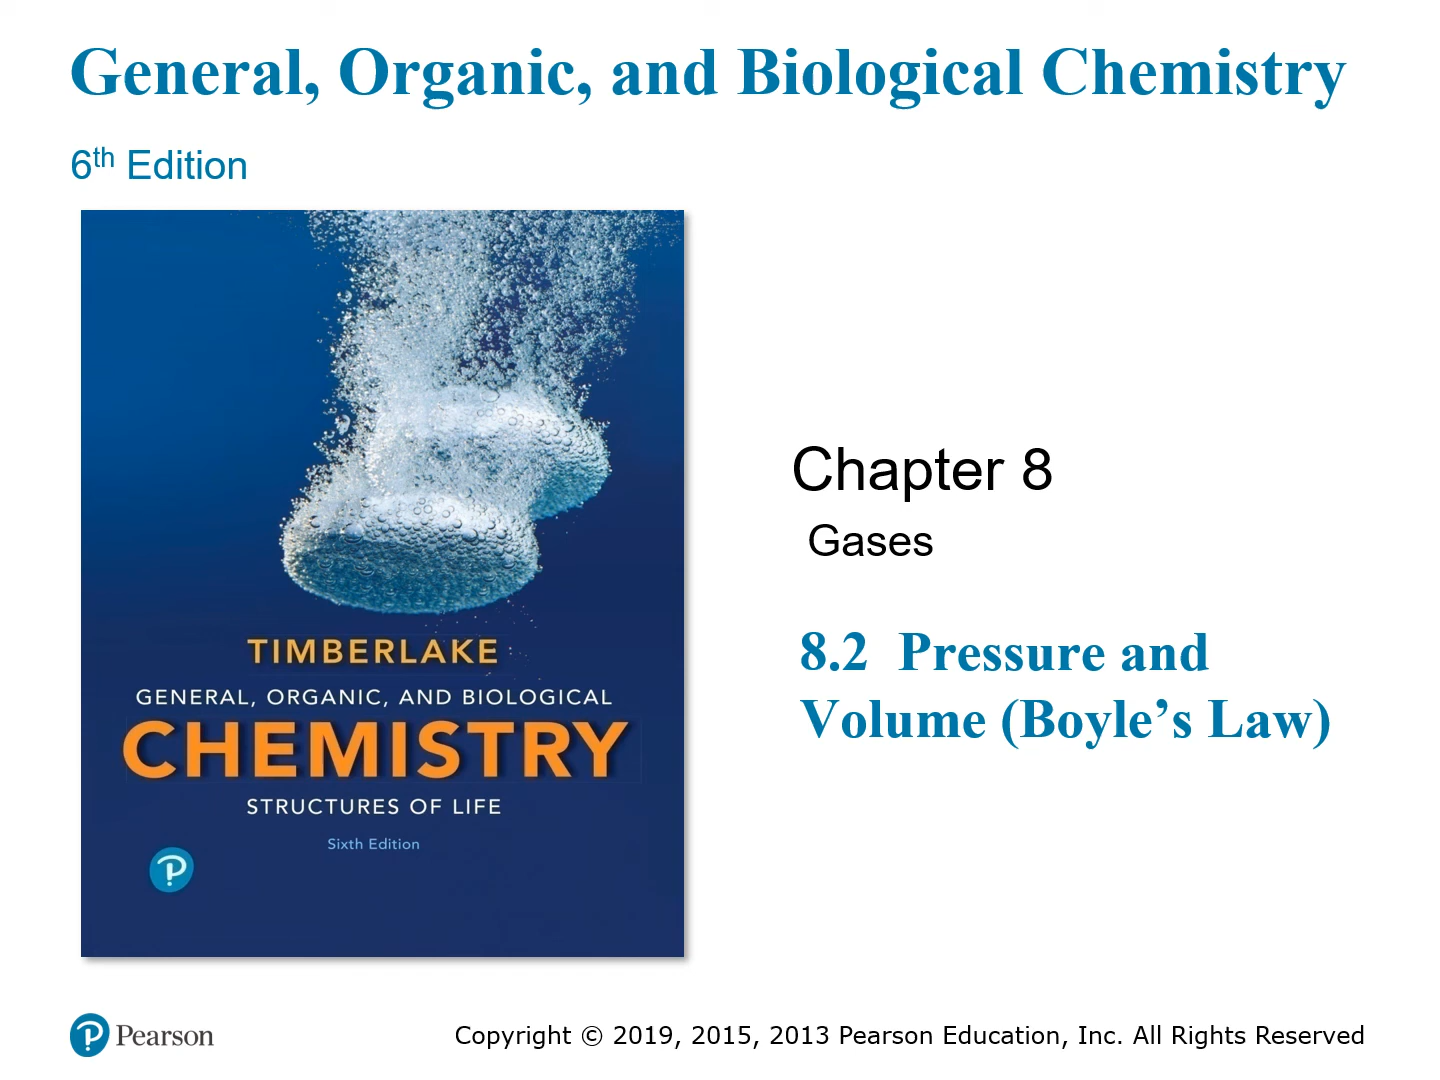 General, Organic, and Biological Chemistry
6th Edition
TIMBERLAKE
GENERAL, ORGANIC, AND BIOLOGICAL
CHEMISTRY
STRUCTURES OF LIFE
Sixth Edition
P
Chapter 8
Gases
8.2 Pressure and
Volume (Boyle’s Law)
P Pearson
Copyright © 2019, 2015, 2013 Pearson Education, Inc. All Rights Reserved